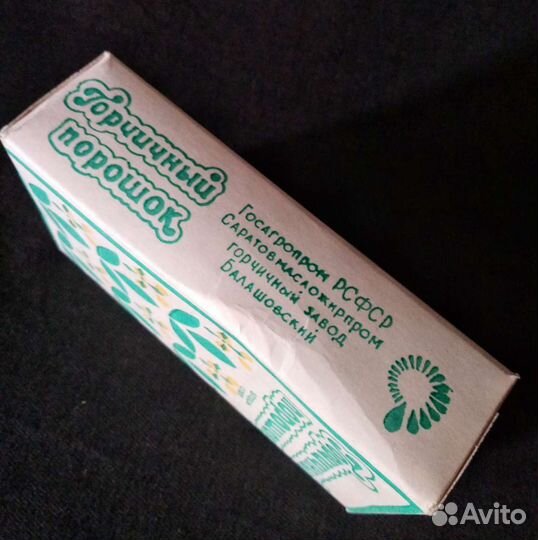 Горчичный
порошок
Госагропром РСФСР
Саратовмасложирпром
горчичный завод
Балашовский
Avito